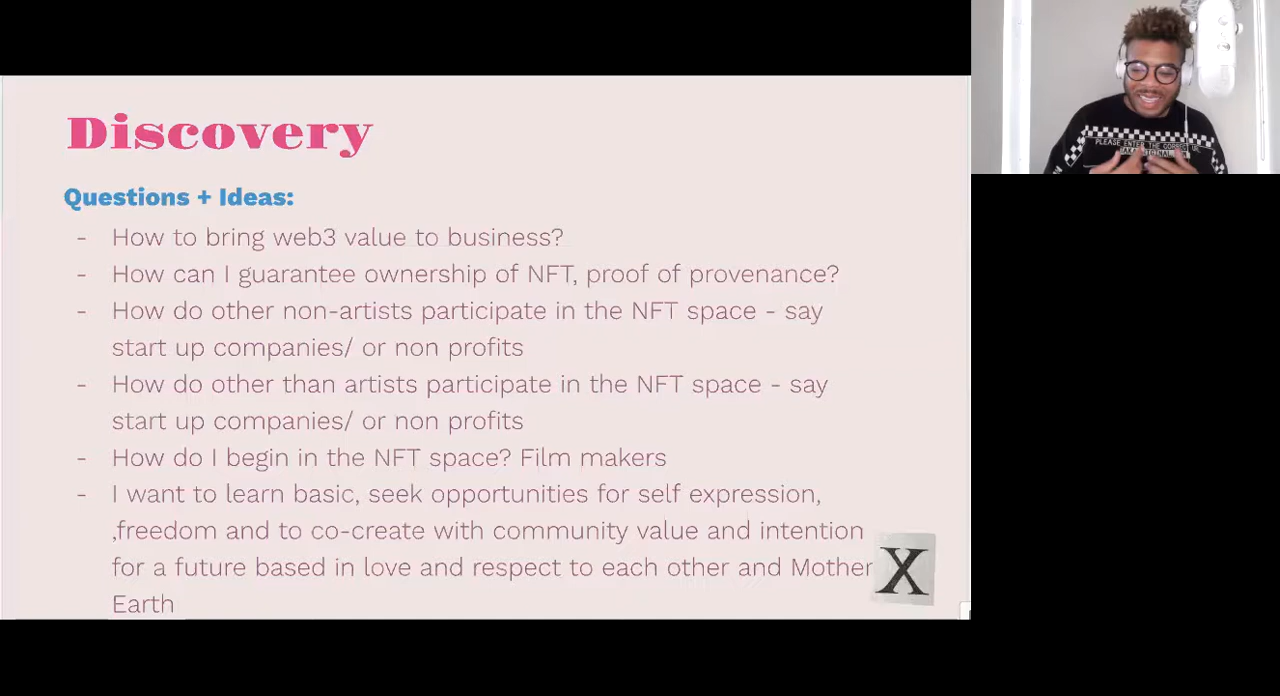 Discovery
Questions + Ideas:
- How to bring web3 value to business?
- How can I guarantee ownership of NFT, proof of provenance?
- How do other non-artists participate in the NFT space - say
start up companies/ or non profits
- How do other than artists participate in the NFT space - say
start up companies/ or non profits
- How do I begin in the NFT space? Film makers
- I want to learn basic, seek opportunities for self expression,
,freedom and to co-create with community value and intention
for a future based in love and respect to each other and Mother
Earth
X
PLEASE ENTER THE CORRECT